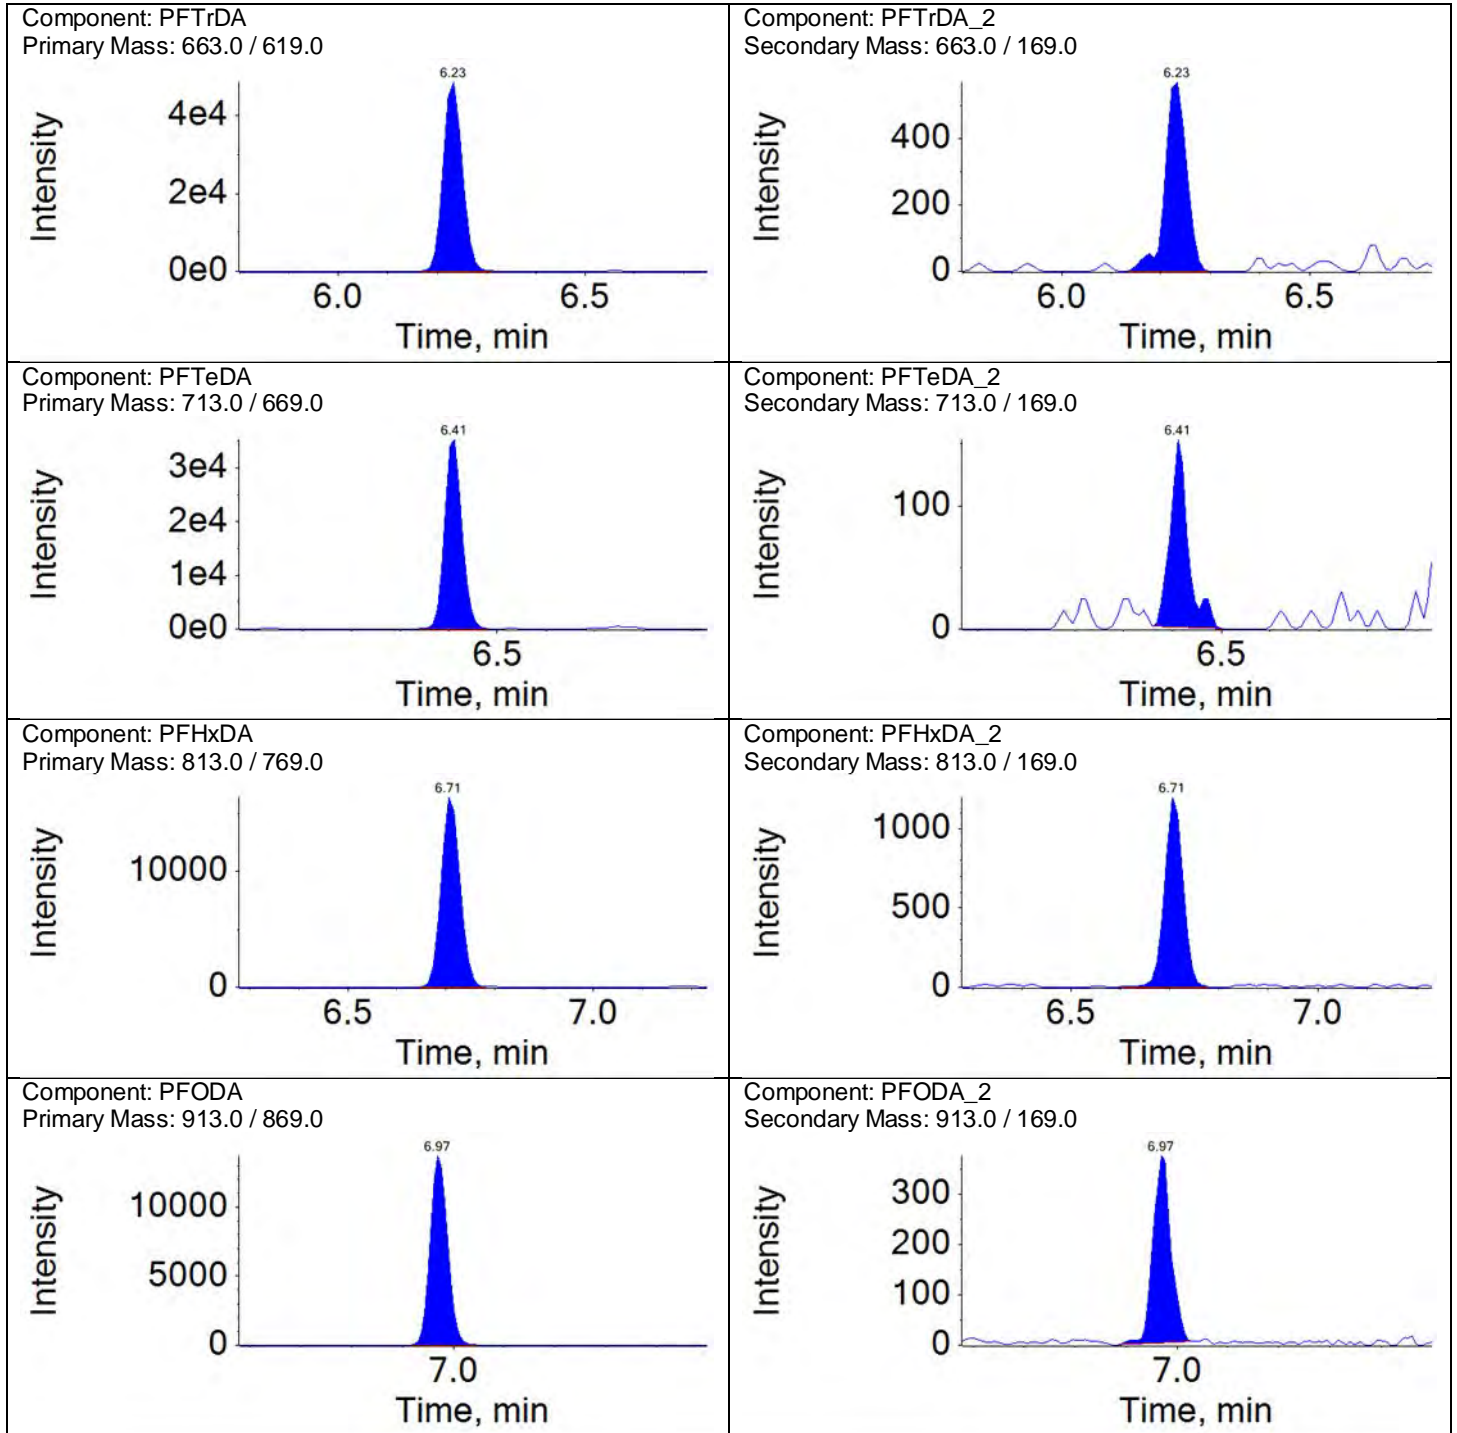 Component: PFTrDA
Primary Mass: 663.0 / 619.0
6.23
Intensity
4e4
2e4
0e0
6.0 6.5
Time, min
Component: PFTrDA_2
Secondary Mass: 663.0 / 169.0
6.23
Intensity
400
200
0
6.0 6.5
Time, min
Component: PFTeDA
Primary Mass: 713.0 / 669.0
6.41
Intensity
3e4
2e4
1e4
0e0
6.5
Time, min
Component: PFTeDA_2
Secondary Mass: 713.0 / 169.0
6.41
Intensity
100
0
6.5
Time, min
Component: PFHxDA
Primary Mass: 813.0 / 769.0
6.71
Intensity
10000
0
6.5 7.0
Time, min
Component: PFHxDA_2
Secondary Mass: 813.0 / 169.0
6.71
Intensity
1000
500
0
6.5 7.0
Time, min
Component: PFODA
Primary Mass: 913.0 / 869.0
6.97
Intensity
10000
5000
0
7.0
Time, min
Component: PFODA_2
Secondary Mass: 913.0 / 169.0
6.97
Intensity
300
200
100
0
7.0
Time, min